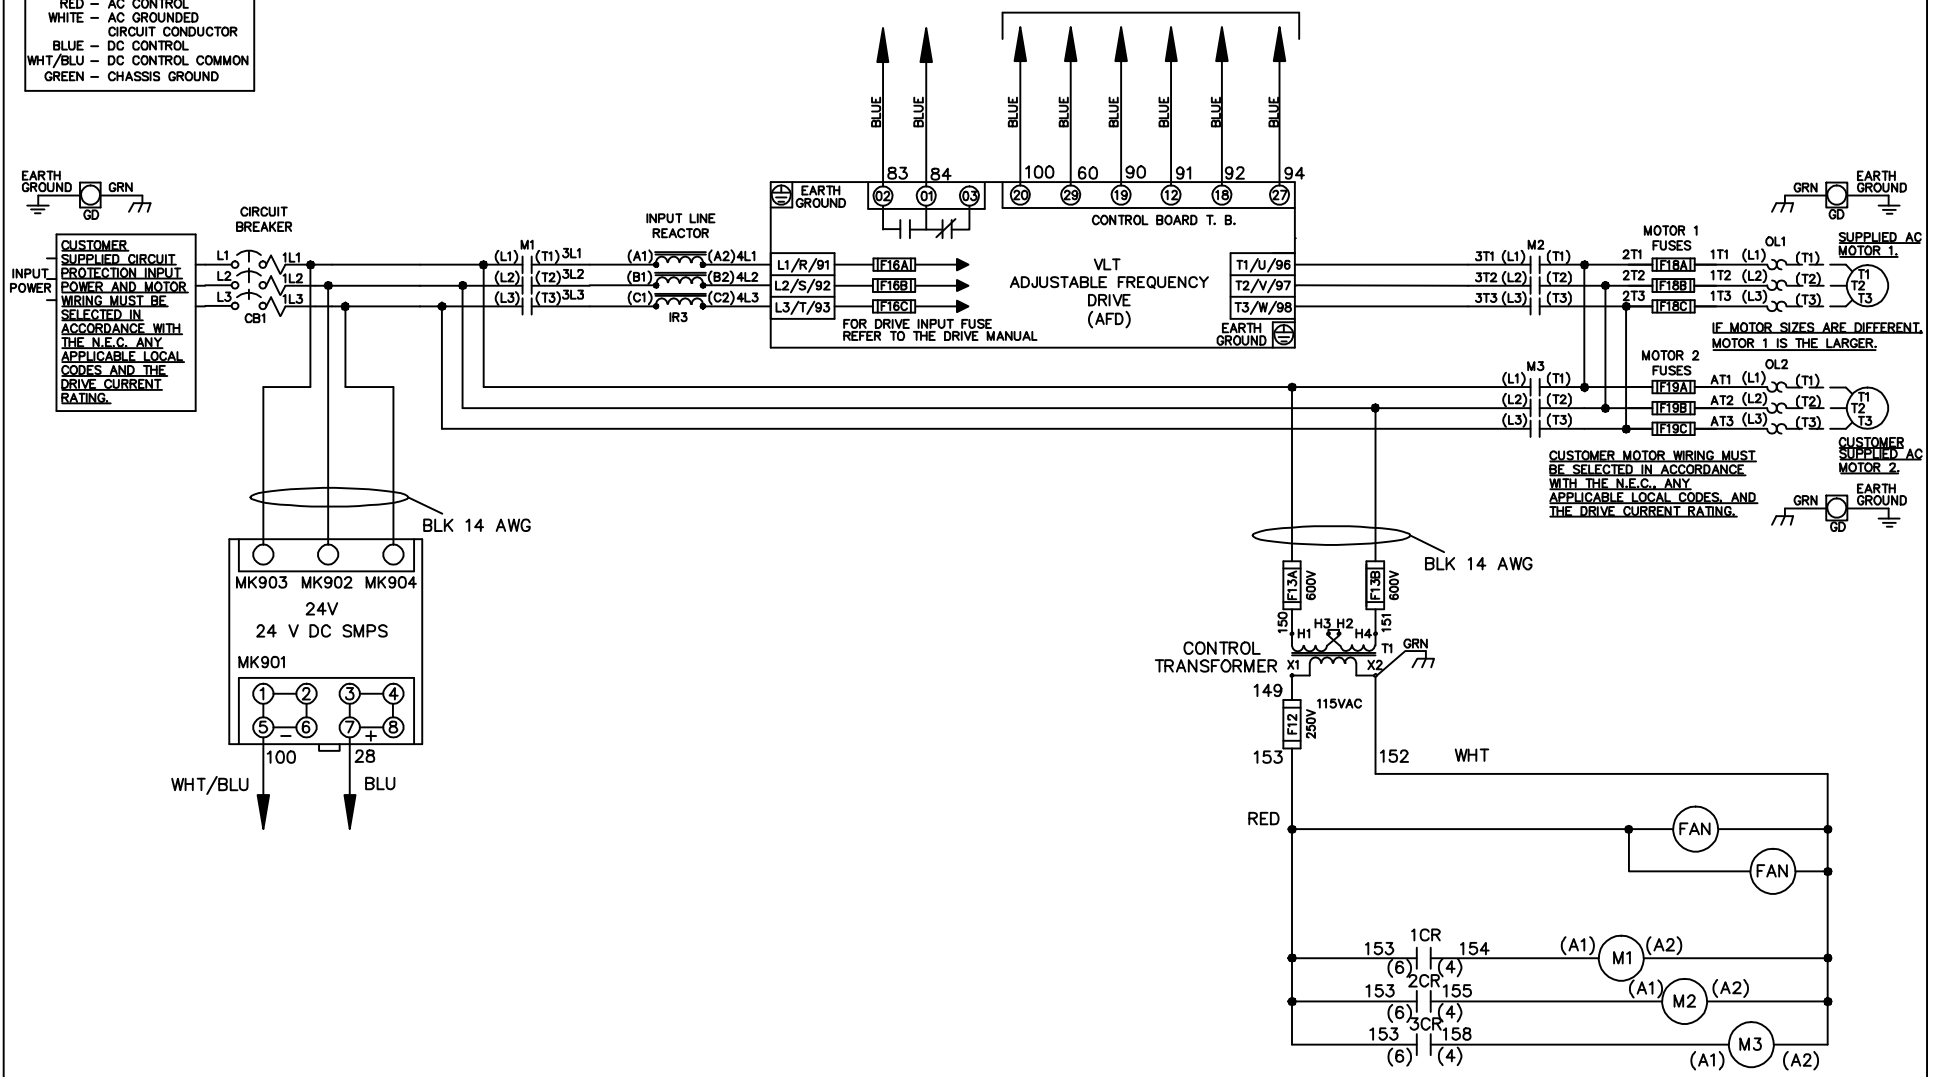 RED – AC CONTROL
WHITE – AC GROUNDED
CIRCUIT CONDUCTOR
BLUE – DC CONTROL
WHT/BLU – DC CONTROL COMMON
GREEN – CHASSIS GROUND
BLUE BLUE BLUE BLUE BLUE BLUE BLUE BLUE
83 84 100 60 90 91 92 94
EARTH
GROUND
02 01 03 20 29 19 12 18 27
CONTROL BOARD T. B.
EARTH
GROUND GRN
GD
CIRCUIT
BREAKER
INPUT LINE
REACTOR
INPUT
POWER
CUSTOMER
SUPPLIED CIRCUIT
PROTECTION INPUT
POWER AND MOTOR
WIRING MUST BE
SELECTED IN
ACCORDANCE WITH
THE N.E.C. ANY
APPLICABLE LOCAL
CODES AND THE
DRIVE CURRENT
RATING.
L1 1L1
L2 1L2
L3 1L3
CB1
M1
(L1) (T1) 3L1
(L2) (T2) 3L2
(L3) (T3) 3L3
(A1) (A2) 4L1
(B1) (B2) 4L2
(C1) (C2) 4L3
IR3
L1/R/91 F16A
L2/S/92 F16B
L3/T/93 F16C
FOR DRIVE INPUT FUSE
REFER TO THE DRIVE MANUAL
VLT
ADJUSTABLE FREQUENCY
DRIVE
(AFD)
T1/U/96
T2/V/97
T3/W/98
EARTH
GROUND
M2
3T1 (L1) (T1)
3T2 (L2) (T2)
3T3 (L3) (T3)
MOTOR 1
FUSES
2T1 F18A 1T1 (L1) (T1)
2T2 F18B 1T2 (L2) (T2)
2T3 F18C 1T3 (L3) (T3)
OL1
GRN EARTH
GROUND
GD
SUPPLIED AC
MOTOR 1.
T1
T2
T3
IF MOTOR SIZES ARE DIFFERENT,
MOTOR 1 IS THE LARGER.
M3
(L1) (T1)
(L2) (T2)
(L3) (T3)
MOTOR 2
FUSES
F19A AT1 (L1) (T1)
F19B AT2 (L2) (T2)
F19C AT3 (L3) (T3)
OL2
T1
T2
T3
CUSTOMER
SUPPLIED AC
MOTOR 2.
CUSTOMER MOTOR WIRING MUST
BE SELECTED IN ACCORDANCE
WITH THE N.E.C., ANY
APPLICABLE LOCAL CODES, AND
THE DRIVE CURRENT RATING.
GRN EARTH
GROUND
GD
BLK 14 AWG
MK903 MK902 MK904
24V
24 V DC SMPS
MK901
1 2 3 4
5 – 6 7 + 8
100 28
WHT/BLU BLU
BLK 14 AWG
F13A 600V F13B 600V
150 151
H1 H3 H2 H4
T1
GRN
CONTROL
TRANSFORMER
X1 X2
149
115VAC
F12 250V
153 152 WHT
RED
FAN
FAN
1CR
153 154 (A1) M1 (A2)
(6) (4)
2CR
153 155 (A1) M2 (A2)
(6) (4)
3CR
153 158 M3
(6) (4) (A1) (A2)